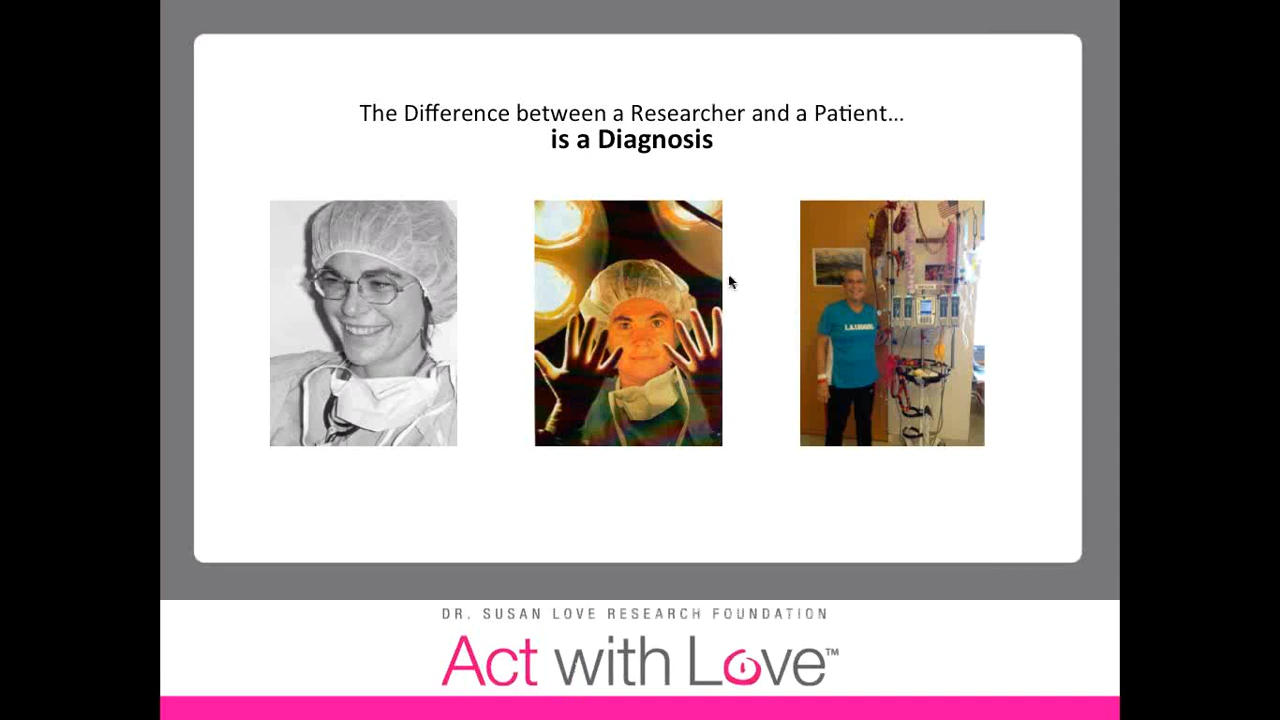 The Difference between a Researcher and a Patient...
is a Diagnosis
DR. SUSAN LOVE RESEARCH FOUNDATION
Act with Love™